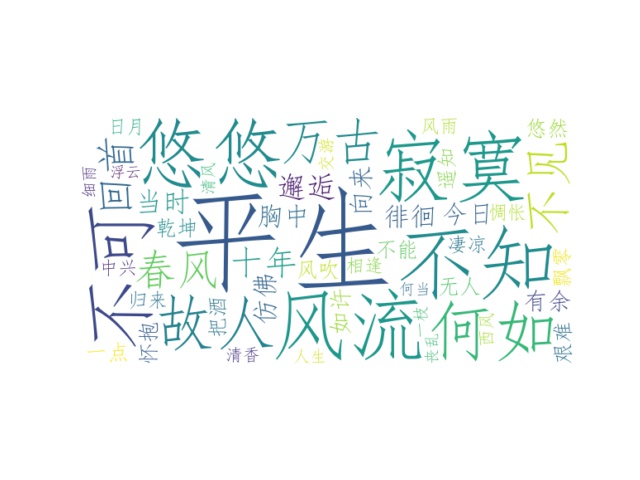 日月
悠悠
万古
寂寞
风雨
悠然
细雨
浮云
回首
清风
交游
遥知
不见
当时
邂逅
向来
乾坤
胸中
徘徊
今日
惆怅
不可
平生
不知
中兴
春风
十年
风吹
相逢
不能
凄凉
飘零
归来
故人
仿佛
风流
如许
何当
无人
何如
有余
一点
怀抱
把酒
清香
人生
一枝
丧乱
西风
艰难